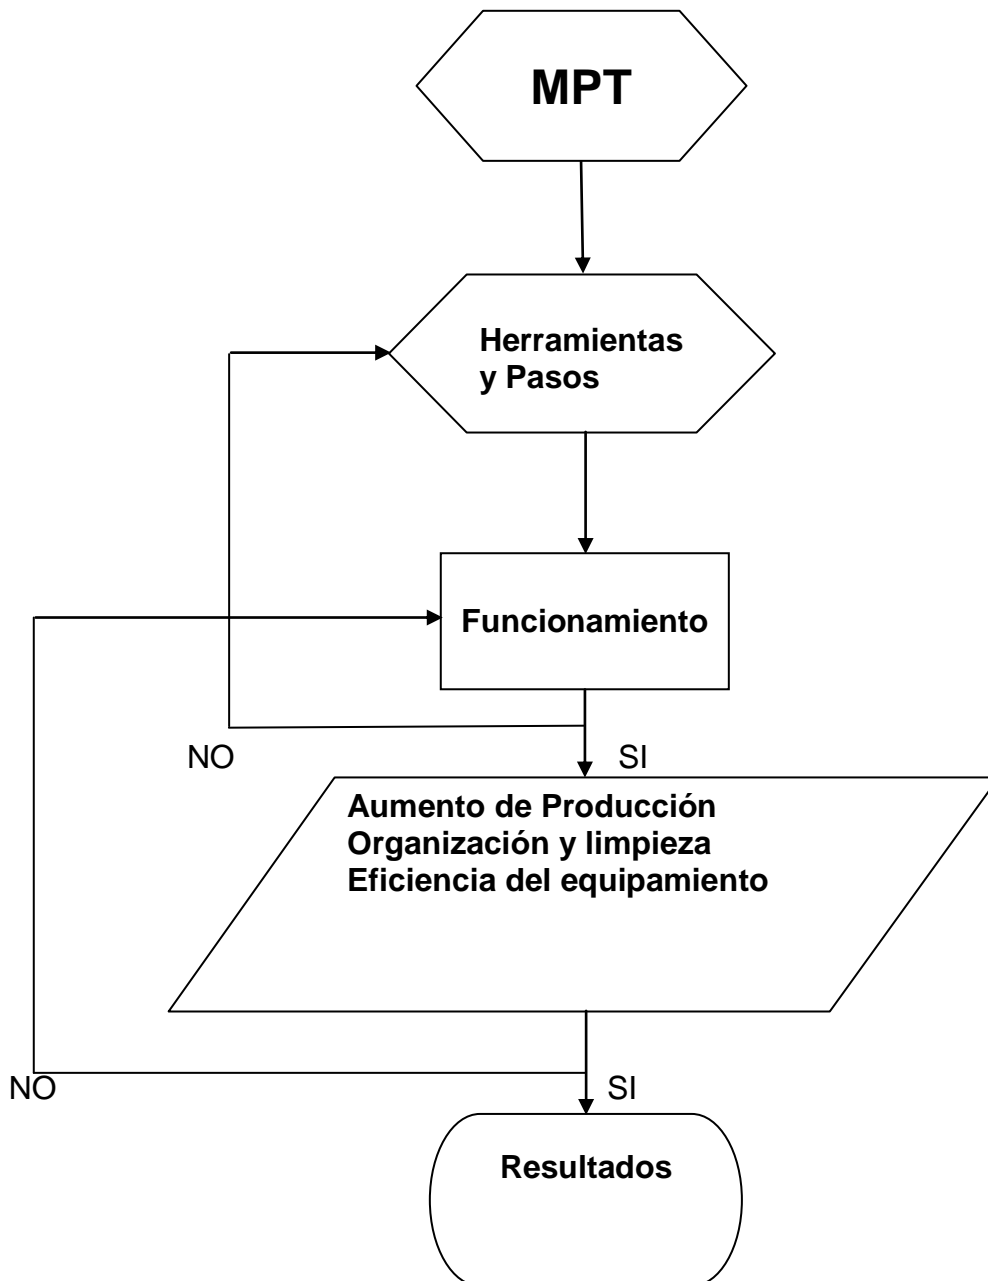 MPT
Herramientas
y Pasos
Funcionamiento
NO
SI
Aumento de Producción
Organización y limpieza
Eficiencia del equipamiento
NO
SI
Resultados